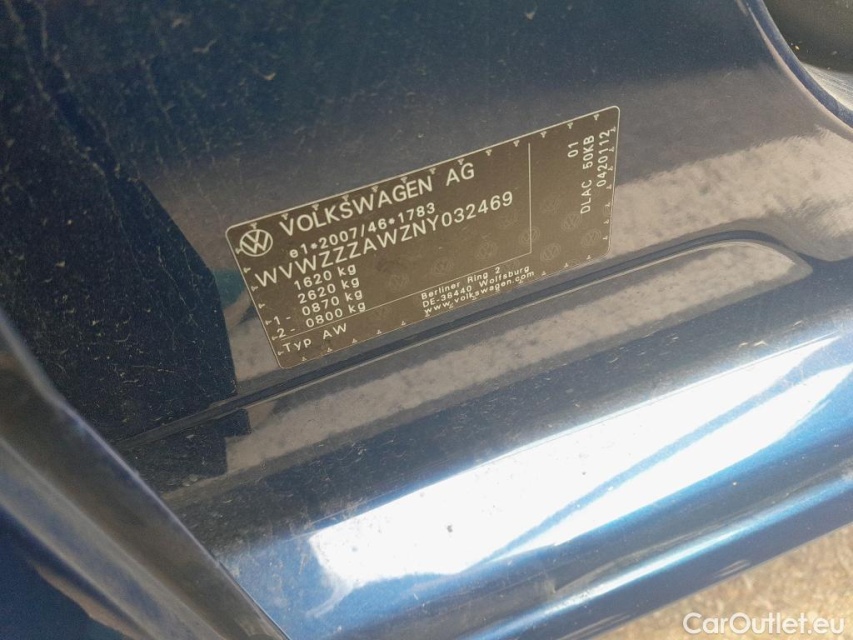 VOLKSWAGEN AG
e1*2007/46*1783
WVWZZZAWZNY032469
1620 kg
2620 kg
1- 0870 kg
2- 0800 kg
Typ AW
Berliner Ring 2
DE-38440 Wolfsburg
www.volkswagen.com
01
DLAC 50KB
0420112
CarOutlet.eu